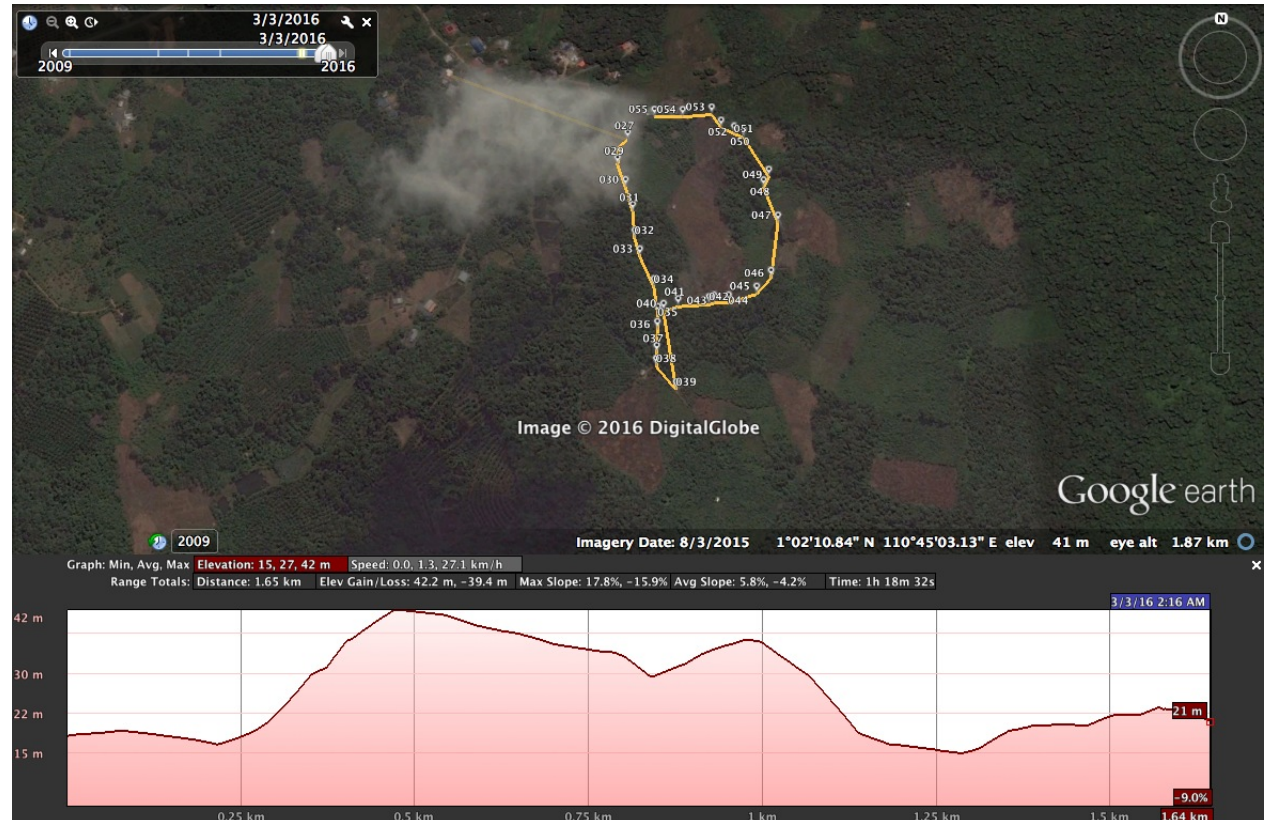 3/3/2016
3/3/2016
2009 2016
N
055 054 053
052 051
050
027
029
030
031
032
033
034
049
048
047
046
045
044
043 042
041
040
035
036
037
038
039
Image © 2016 DigitalGlobe
Google earth
2009
Imagery Date: 8/3/2015 1°02'10.84" N 110°45'03.13" E elev 41 m eye alt 1.87 km
Graph: Min, Avg, Max Elevation: 15, 27, 42 m Speed: 0.0, 1.3, 27.1 km/h
Range Totals: Distance: 1.65 km Elev Gain/Loss: 42.2 m, -39.4 m Max Slope: 17.8%, -15.9% Avg Slope: 5.8%, -4.2% Time: 1h 18m 32s
3/3/16 2:16 AM
42 m
30 m
22 m
21 m
15 m
-9.0%
0.25 km 0.5 km 0.75 km 1 km 1.25 km 1.5 km 1.64 km